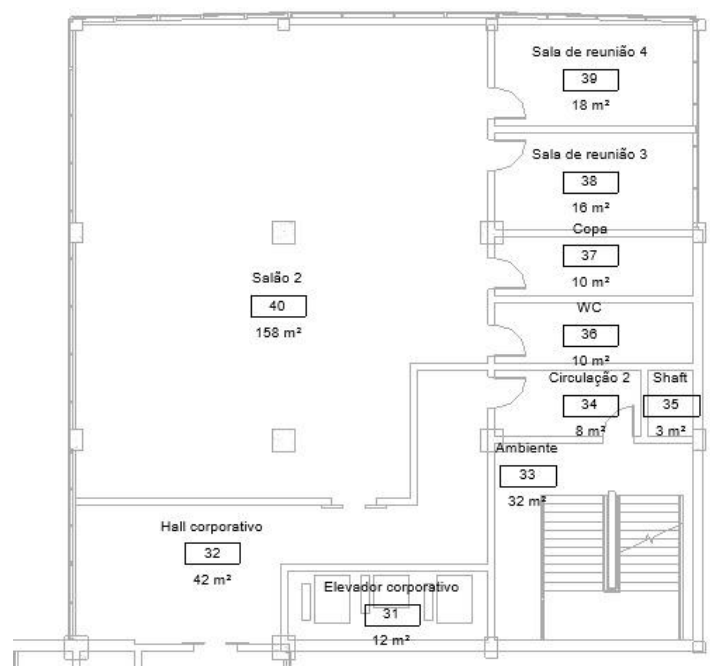 Sala de reunião 4
39
18 m²
Sala de reunião 3
38
16 m²
Copa
37
10 m²
Salão 2
40
158 m²
WC
36
10 m²
Circulação 2
34
8 m²
Shaft
35
3 m²
Ambiente
33
32 m²
Hall corporativo
32
42 m²
Elevador corporativo
31
12 m²